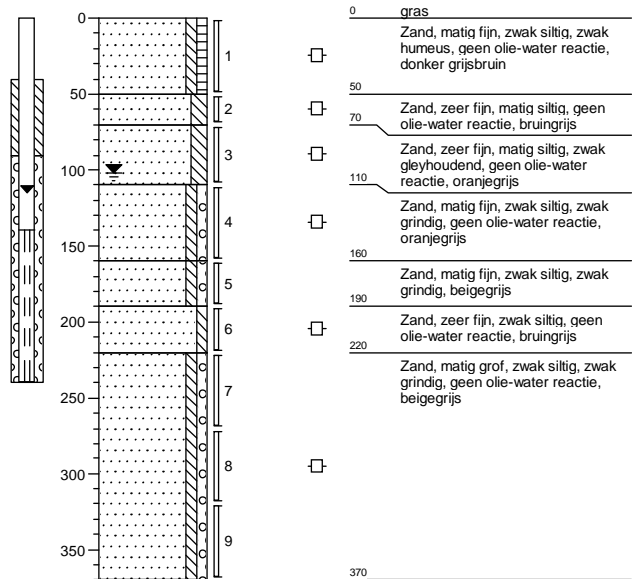 0
50
100
150
200
250
300
350
1
2
3
4
5
6
7
8
9
0 gras
Zand, matig fijn, zwak siltig, zwak
humeus, geen olie-water reactie,
donker grijsbruin
50
Zand, zeer fijn, matig siltig, geen
olie-water reactie, bruingrijs
70
Zand, zeer fijn, matig siltig, zwak
gleyhoudend, geen olie-water
reactie, oranjegrijs
110
Zand, matig fijn, zwak siltig, zwak
grindig, geen olie-water reactie,
oranjegrijs
160
Zand, matig fijn, zwak siltig, zwak
grindig, beigegrijs
190
Zand, zeer fijn, zwak siltig, geen
olie-water reactie, bruingrijs
220
Zand, matig grof, zwak siltig, zwak
grindig, geen olie-water reactie,
beigegrijs
370